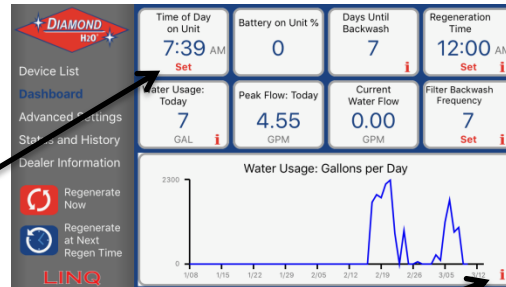 DIAMOND
H2O
Device List
Dashboard
Advanced Settings
Status and History
Dealer Information
Regenerate
Now
Regenerate
at Next
Regen Time
LINQ
Time of Day
on Unit
7:39 AM
Set
Battery on Unit %
0
Days Until
Backwash
7
i
Regeneration
Time
12:00 AM
Set
Water Usage:
Today
7
GAL i
Peak Flow: Today
4.55
GPM
Current
Water Flow
0.00
GPM
Filter Backwash
Frequency
7
Set i
Water Usage: Gallons per Day
2300
0
1/08 1/15 1/22 1/29 2/05 2/12 2/19 2/26 3/05 3/12
i